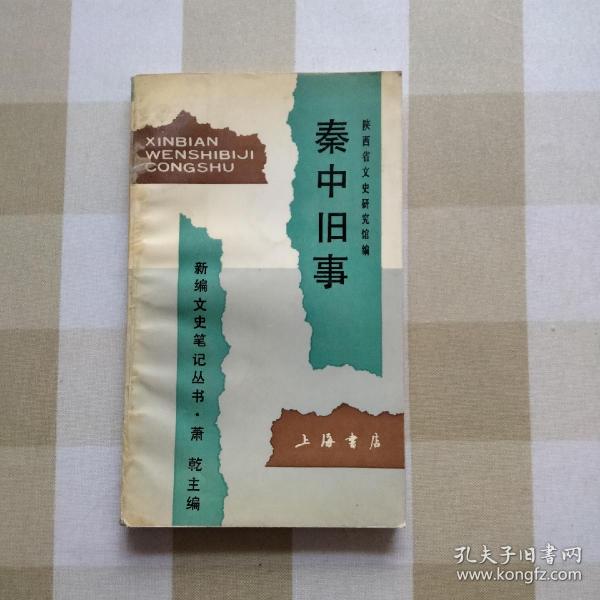 XINBIAN
WENSHIBIJI
CONGSHU
陕西省文史研究馆编
秦中旧事
新编文史笔记丛书·萧乾主编
上海书店
孔夫子旧书网
www.kongfz.com